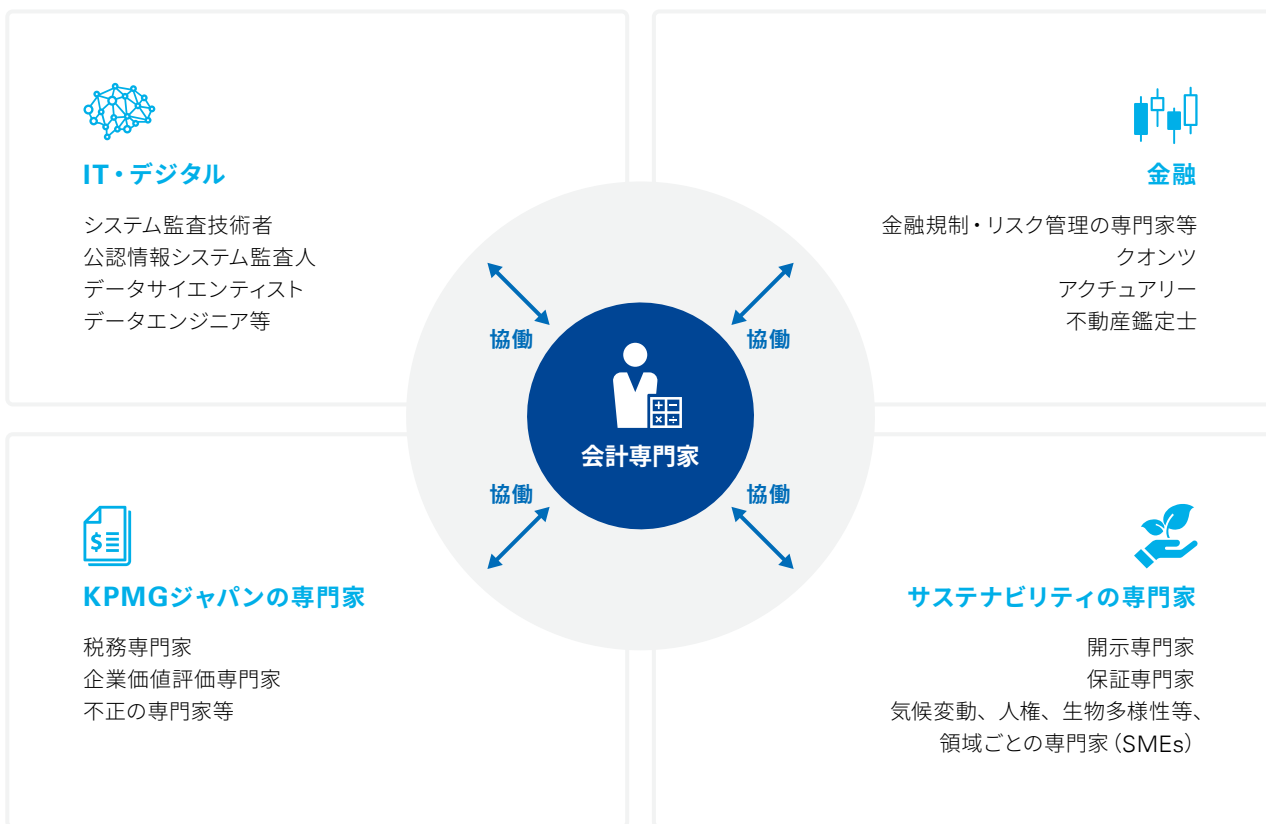 IT・デジタル
システム監査技術者
公認情報システム監査人
データサイエンティスト
データエンジニア等
金融
金融規制・リスク管理の専門家等
クオンツ
アクチュアリー
不動産鑑定士
協働
協働
会計専門家
協働
協働
KPMGジャパンの専門家
税務専門家
企業価値評価専門家
不正の専門家等
サステナビリティの専門家
開示専門家
保証専門家
気候変動、人権、生物多様性等、
領域ごとの専門家（SMEs）